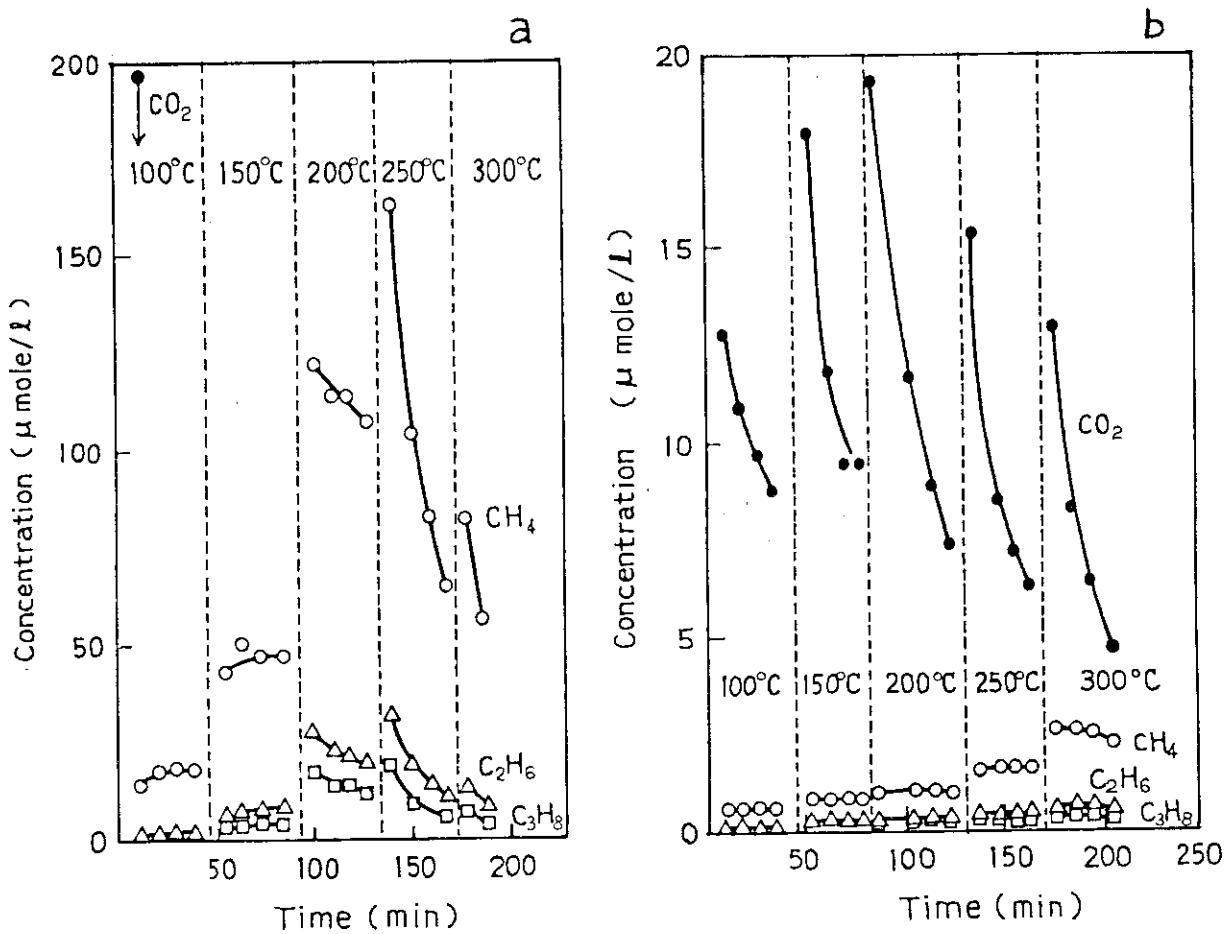 a
Concentration (μ mole/ℓ)
200
150
100
50
0
CO₂
100°C 150°C 200°C 250°C 300°C
CH₄
C₂H₆
C₃H₈
50 100 150 200
Time (min)
b
Concentration (μ mole/L)
20
15
10
5
0
CO₂
100°C 150°C 200°C 250°C 300°C
CH₄
C₂H₆
C₃H₈
50 100 150 200 250
Time (min)